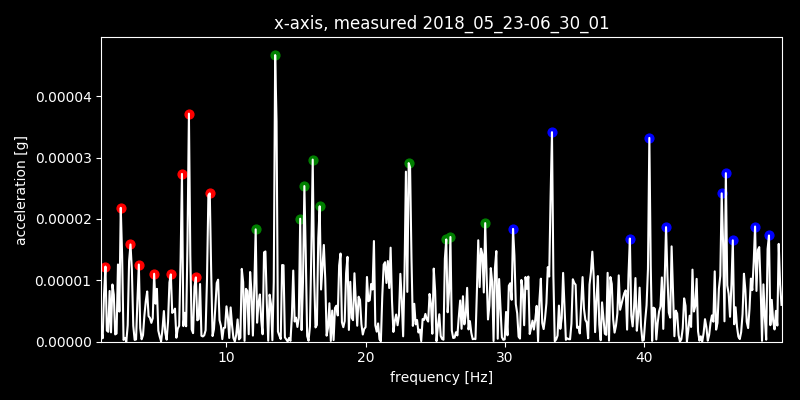 x-axis, measured 2018_05_23-06_30_01
acceleration [g]
0.00004
0.00003
0.00002
0.00001
0.00000
10 20 30 40
frequency [Hz]